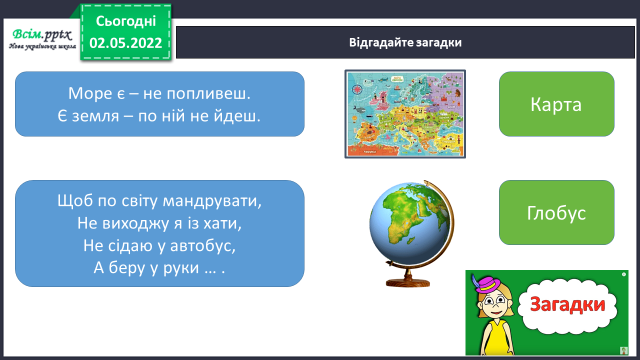 Всім.pptx
Нова українська школа
Сьогодні
02.05.2022
Відгадайте загадки
Море є – не попливеш.
Є земля – по ній не йдеш.
Карта
Щоб по світу мандрувати,
Не виходжу я із хати,
Не сідаю у автобус,
А беру у руки … .
Глобус
Загадки